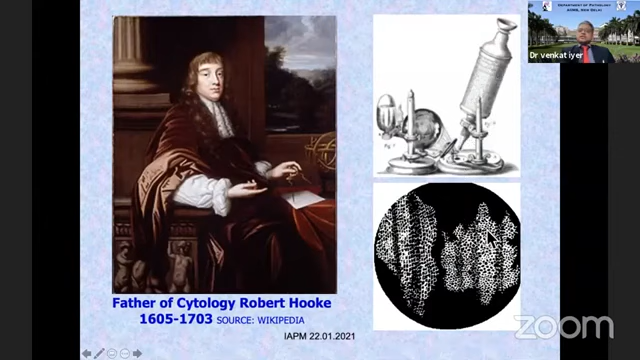 DEPARTMENT OF PATHOLOGY
AIIMS, NEW DELHI
Dr venkat iyer
Father of Cytology Robert Hooke
1605-1703 SOURCE: WIKIPEDIA
IAPM 22.01.2021
zoom